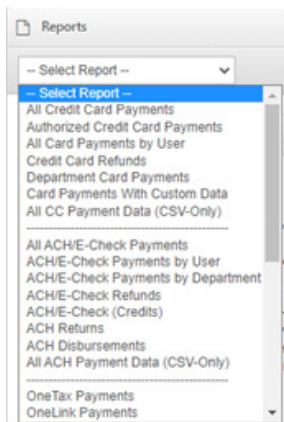 Reports
-- Select Report --
-- Select Report --
All Credit Card Payments
Authorized Credit Card Payments
All Card Payments by User
Credit Card Refunds
Department Card Payments
Card Payments With Custom Data
All CC Payment Data (CSV-Only)
--------------------------------------------------
All ACH/E-Check Payments
ACH/E-Check Payments by User
ACH/E-Check Payments by Department
ACH/E-Check Refunds
ACH/E-Check (Credits)
ACH Returns
ACH Disbursements
All ACH Payment Data (CSV-Only)
--------------------------------------------------
OneTax Payments
OneLink Payments